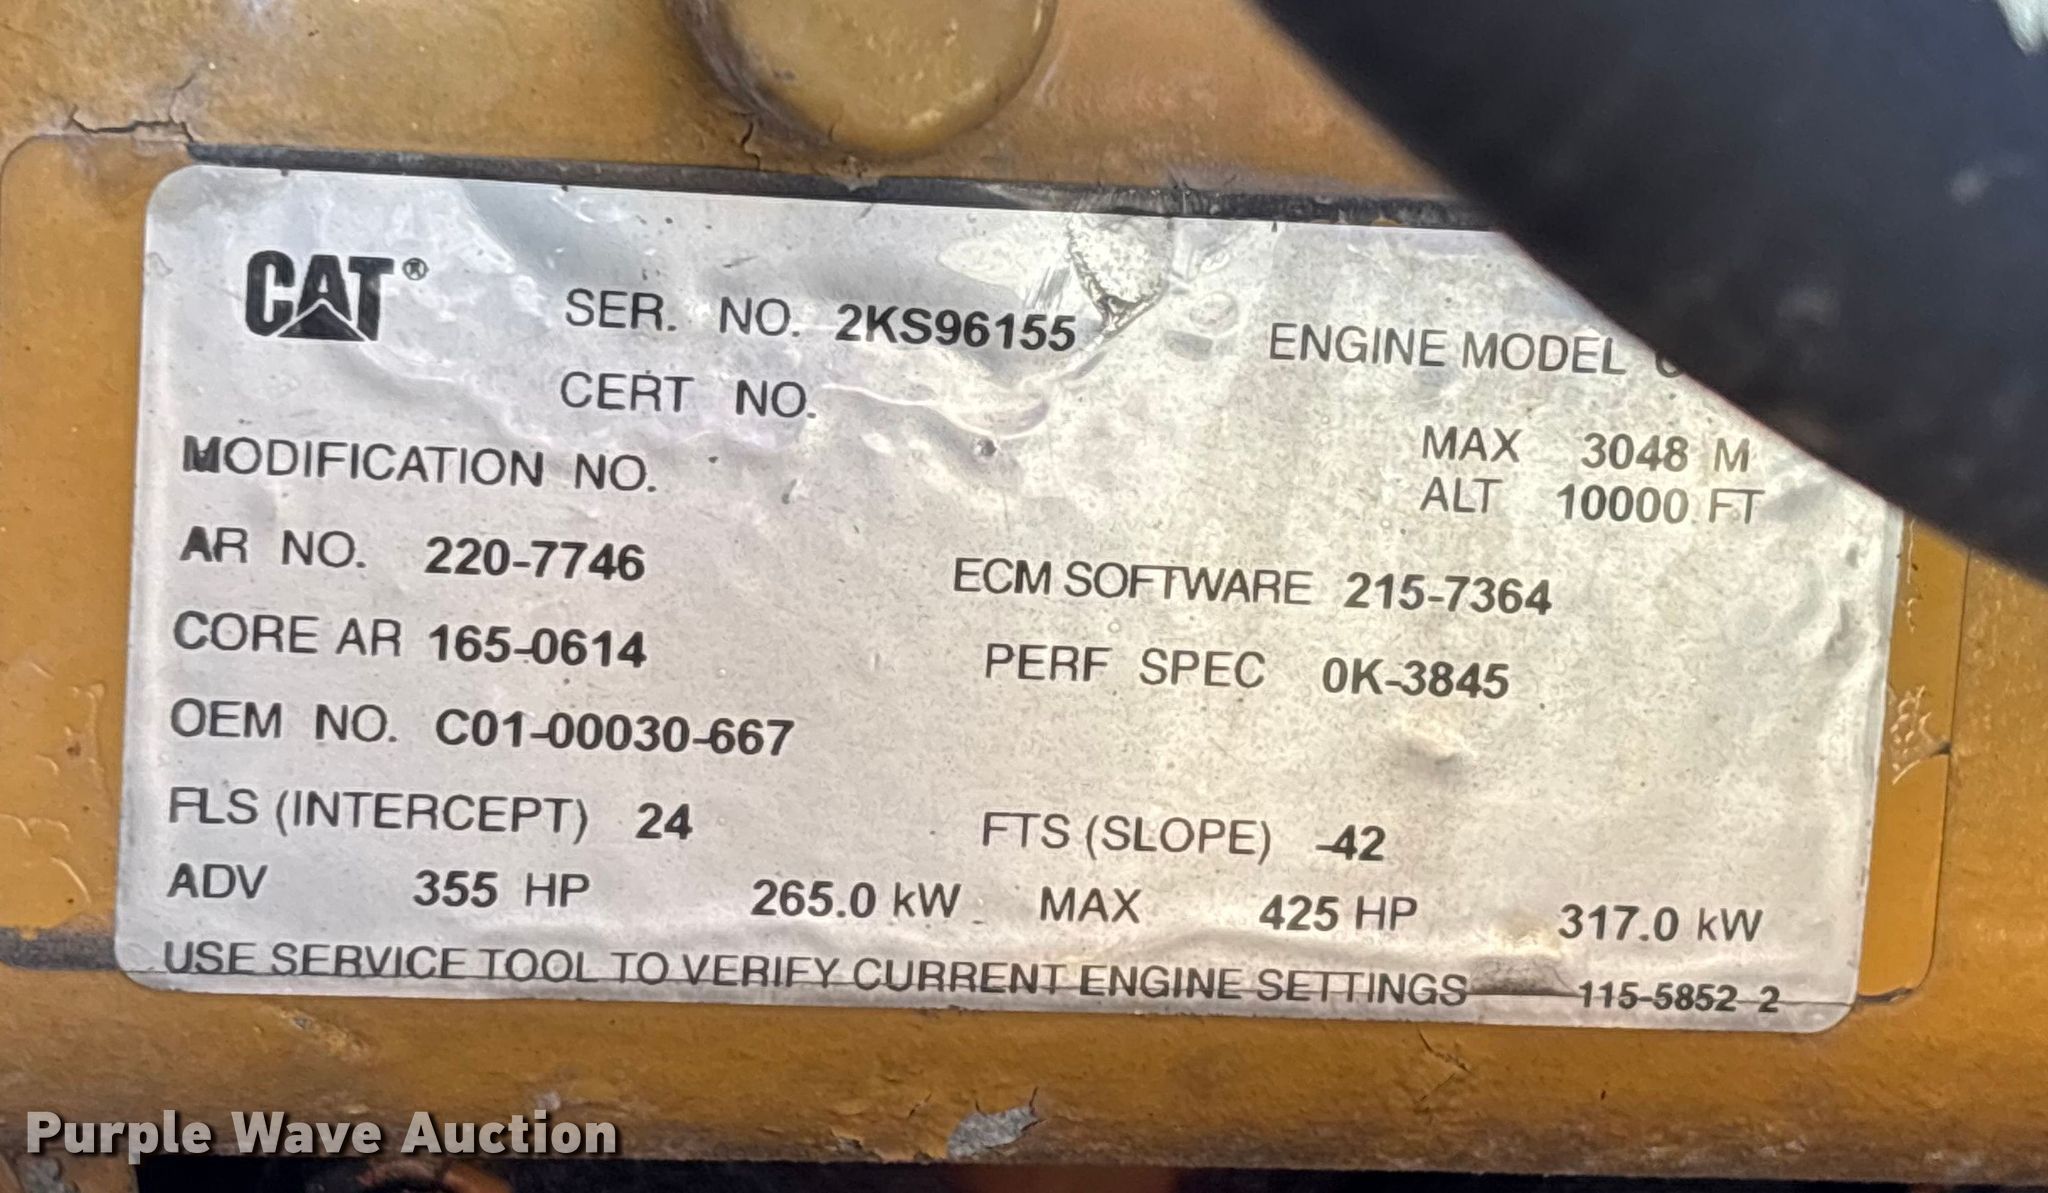 CAT® SER. NO. 2KS96155 ENGINE MODEL
CERT NO.
MAX 3048 M
MODIFICATION NO.
ALT 10000 FT
AR NO. 220-7746 ECM SOFTWARE 215-7364
CORE AR 165-0614 PERF SPEC 0K-3845
OEM NO. C01-00030-667
FLS (INTERCEPT) 24 FTS (SLOPE) -42
ADV 355 HP 265.0 kW MAX 425 HP 317.0 kW
USE SERVICE TOOL TO VERIFY CURRENT ENGINE SETTINGS 115-5852 2
Purple Wave Auction